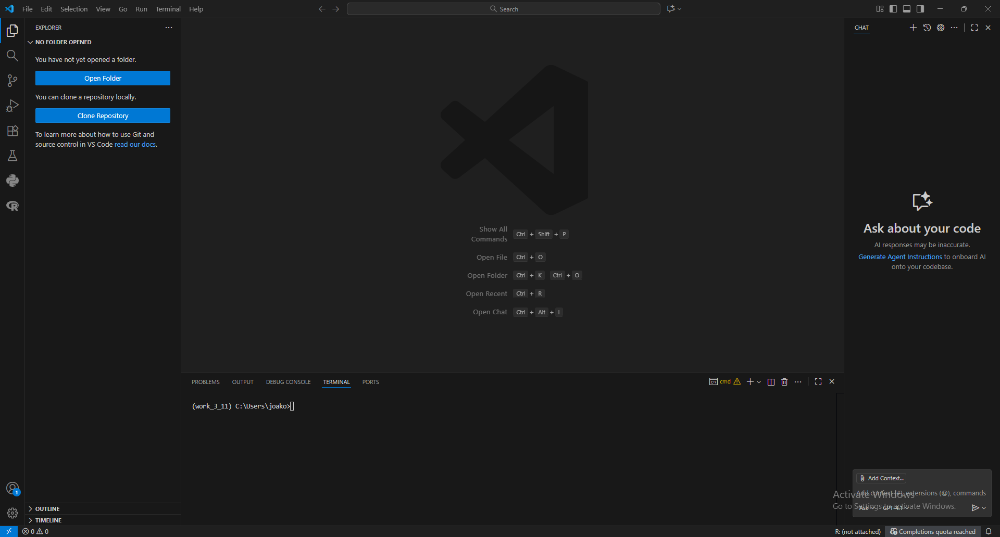 File Edit Selection View Go Run Terminal Help
Search
EXPLORER
NO FOLDER OPENED
You have not yet opened a folder.
Open Folder
You can clone a repository locally.
Clone Repository
To learn more about how to use Git and
source control in VS Code read our docs.
OUTLINE
TIMELINE
Show All
Commands Ctrl + Shift + P
Open File Ctrl + O
Open Folder Ctrl + K Ctrl + O
Open Recent Ctrl + R
Open Chat Ctrl + Alt + I
PROBLEMS OUTPUT DEBUG CONSOLE TERMINAL PORTS
cmd
(work_3_11) C:\Users\joako>
CHAT
Ask about your code
AI responses may be inaccurate.
Generate Agent Instructions to onboard AI
onto your codebase.
Add Context...
Add context (#), extensions (@), commands
Ask GPT-4.1
Activate Windows
Go to Settings to activate Windows.
1
0 0
R: (not attached) Completions quota reached